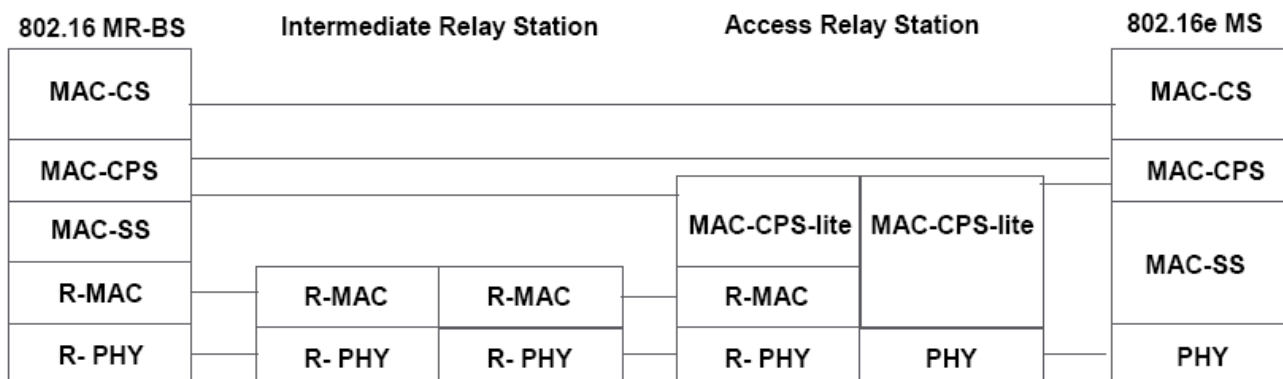 802.16 MR-BS Intermediate Relay Station Access Relay Station 802.16e MS
MAC-CS MAC-CS
MAC-CPS MAC-CPS
MAC-SS MAC-CPS-lite MAC-CPS-lite MAC-SS
R-MAC R-MAC R-MAC R-MAC
R- PHY R- PHY R- PHY R- PHY PHY PHY